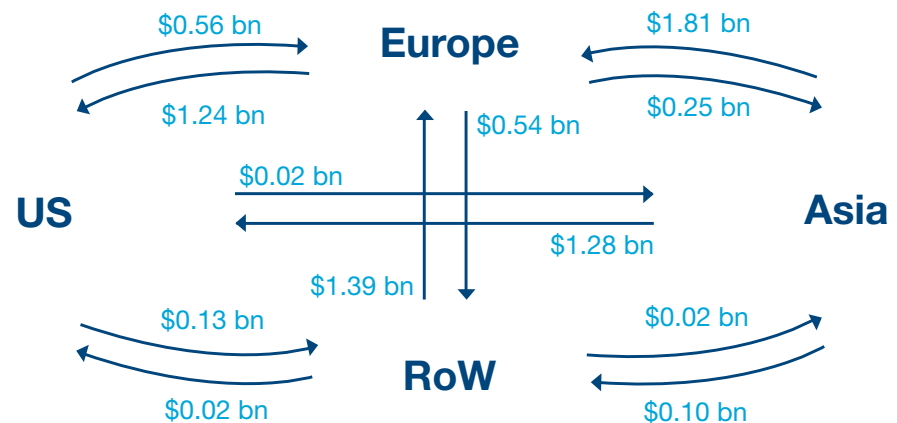 $0.56 bn
$1.81 bn
Europe
$1.24 bn
$0.25 bn
$0.54 bn
$0.02 bn
US
Asia
$1.28 bn
$1.39 bn
$0.13 bn
$0.02 bn
RoW
$0.02 bn
$0.10 bn